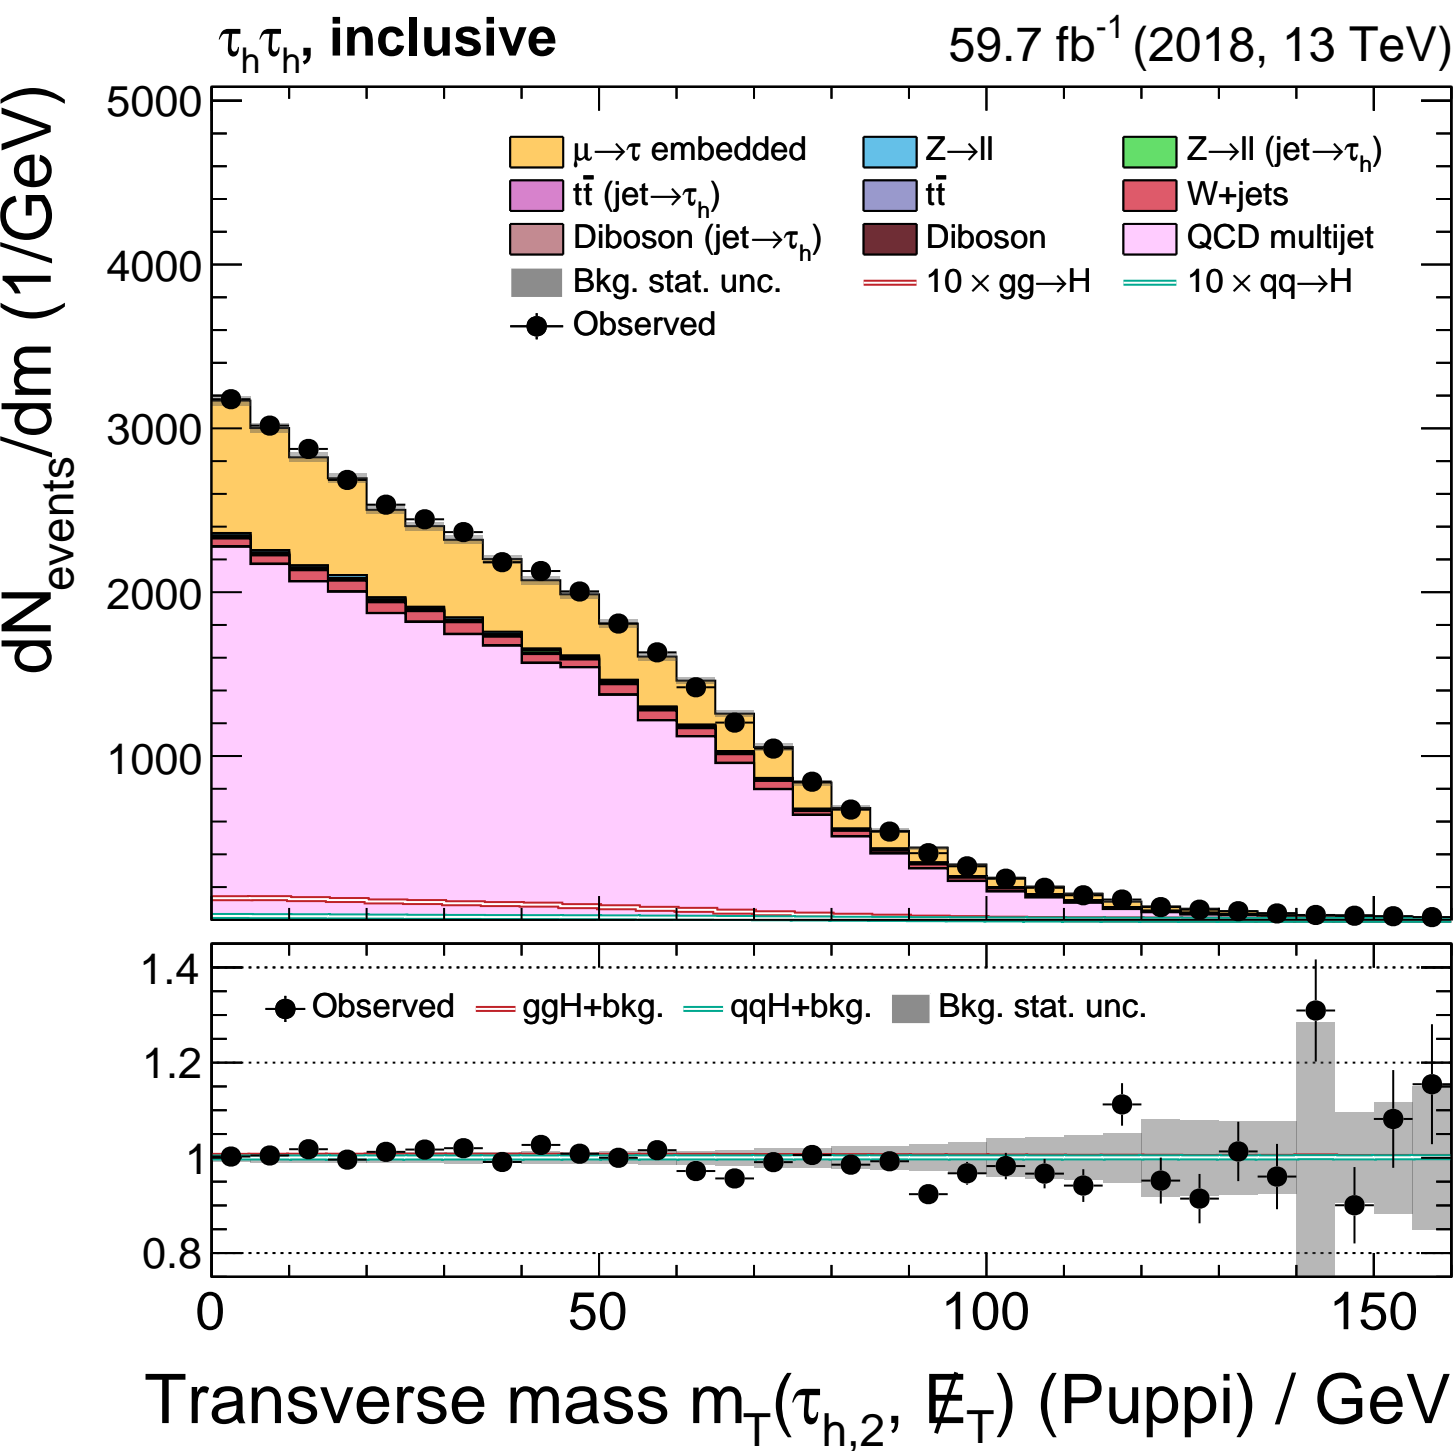 τhτh, inclusive
59.7 fb-1 (2018, 13 TeV)
dNevents/dm (1/GeV)
5000
4000
3000
2000
1000
μ→τ embedded
Z→ll
Z→ll (jet→τh)
tt̄ (jet→τh)
tt̄
W+jets
Diboson (jet→τh)
Diboson
QCD multijet
Bkg. stat. unc.
10 × gg→H
10 × qq→H
Observed
1.4
1.2
1
0.8
Observed
ggH+bkg.
qqH+bkg.
Bkg. stat. unc.
0
50
100
150
Transverse mass mT(τh,2, E̸T) (Puppi) / GeV